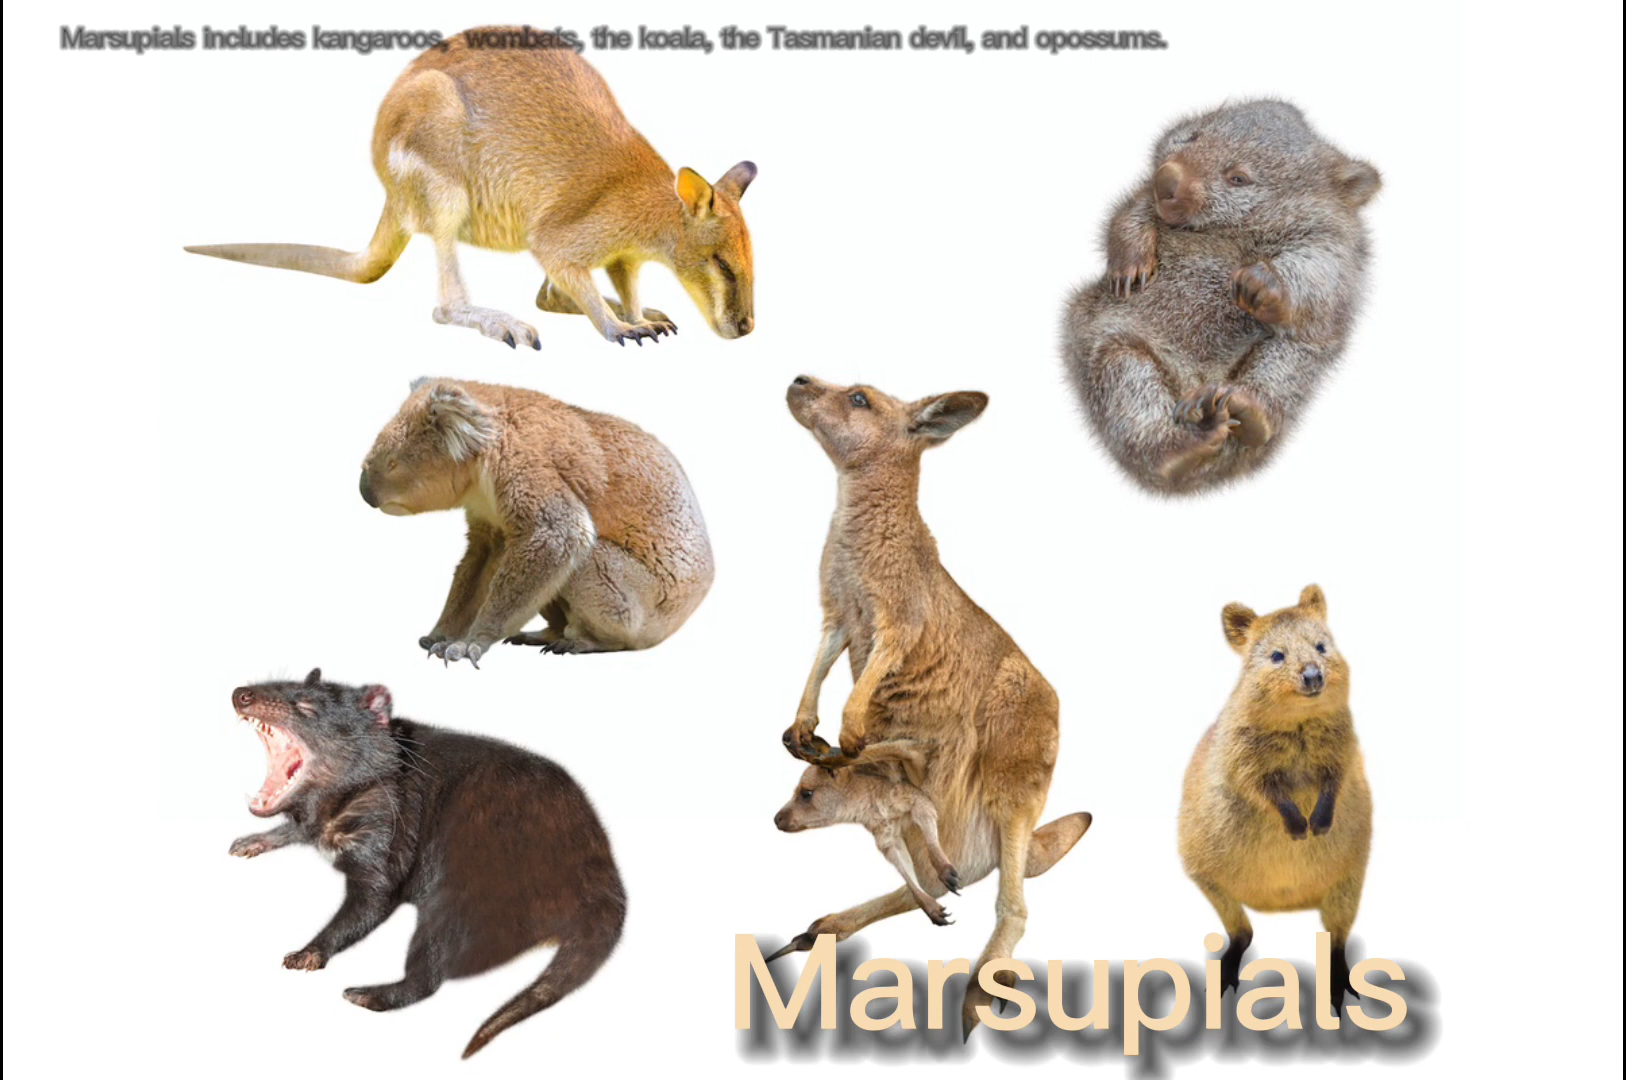 Marsupials includes kangaroos, wombats, the koala, the Tasmanian devil, and opossums.
Marsupials